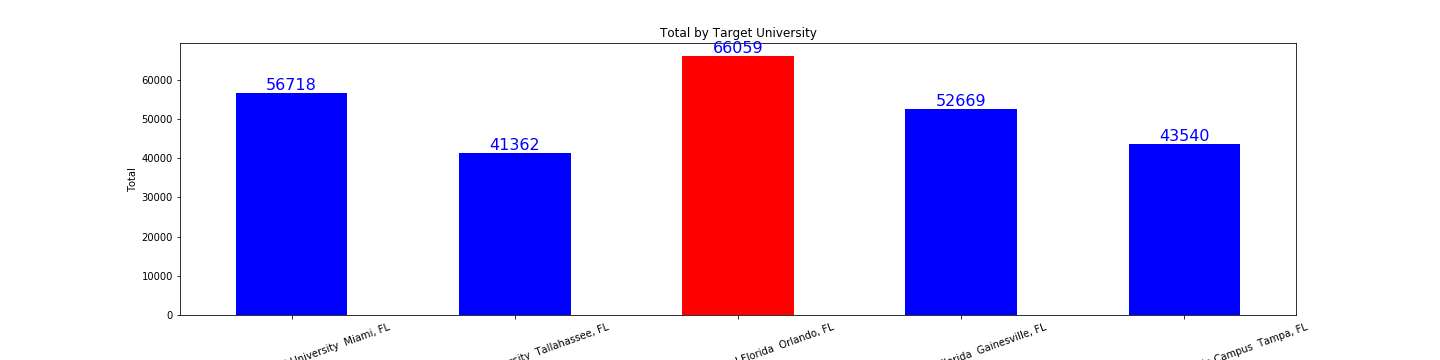 Total by Target University
66059
56718
52669
43540
41362
60000
50000
40000
30000
20000
10000
0
Total
University  Miami, FL
Tallahassee, FL
Florida  Orlando, FL
Gainesville, FL
Campus  Tampa, FL